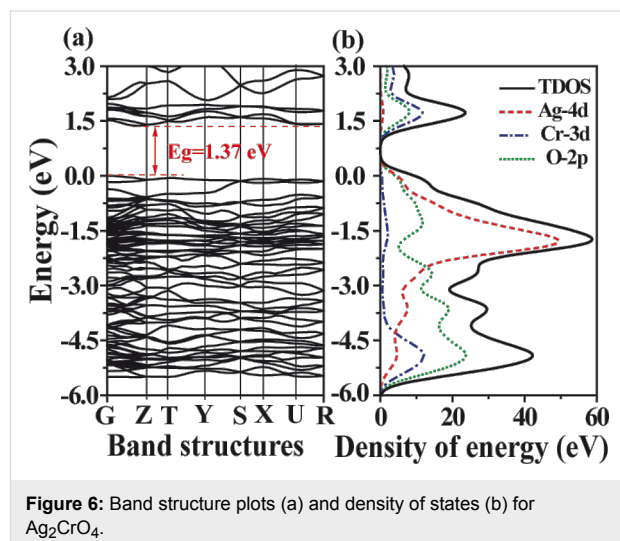 (a)
(b)
3.0
1.5
0.0
-1.5
-3.0
-4.5
-6.0
Energy (eV)
Eg=1.37 eV
G Z T Y S X U R
Band structures
3.0
1.5
0.0
-1.5
-3.0
-4.5
-6.0
Energy (eV)
TDOS
Ag-4d
Cr-3d
O-2p
0 20 40 60
Density of energy (eV)
Figure 6: Band structure plots (a) and density of states (b) for
Ag₂CrO₄.